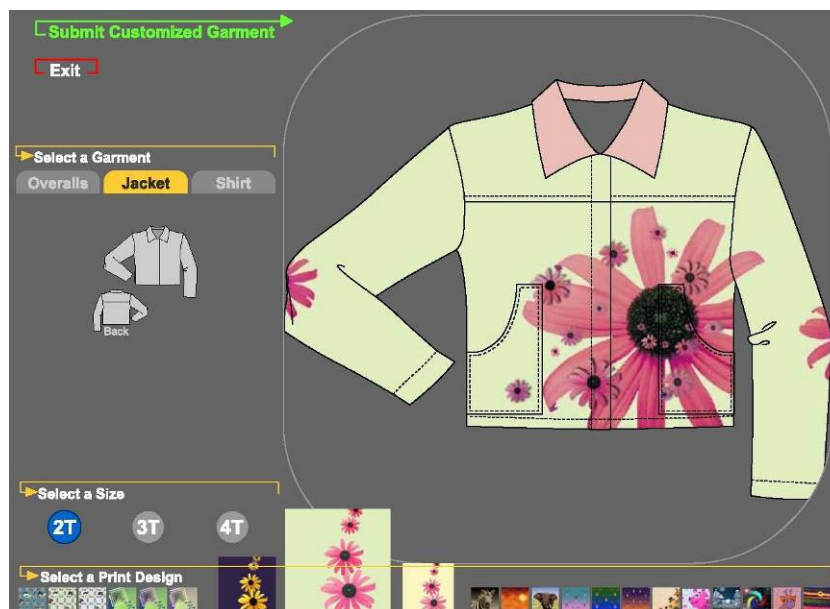 Submit Customized Garment
Exit
Select a Garment
Overalls Jacket Shirt
Back
Select a Size
2T 3T 4T
Select a Print Design